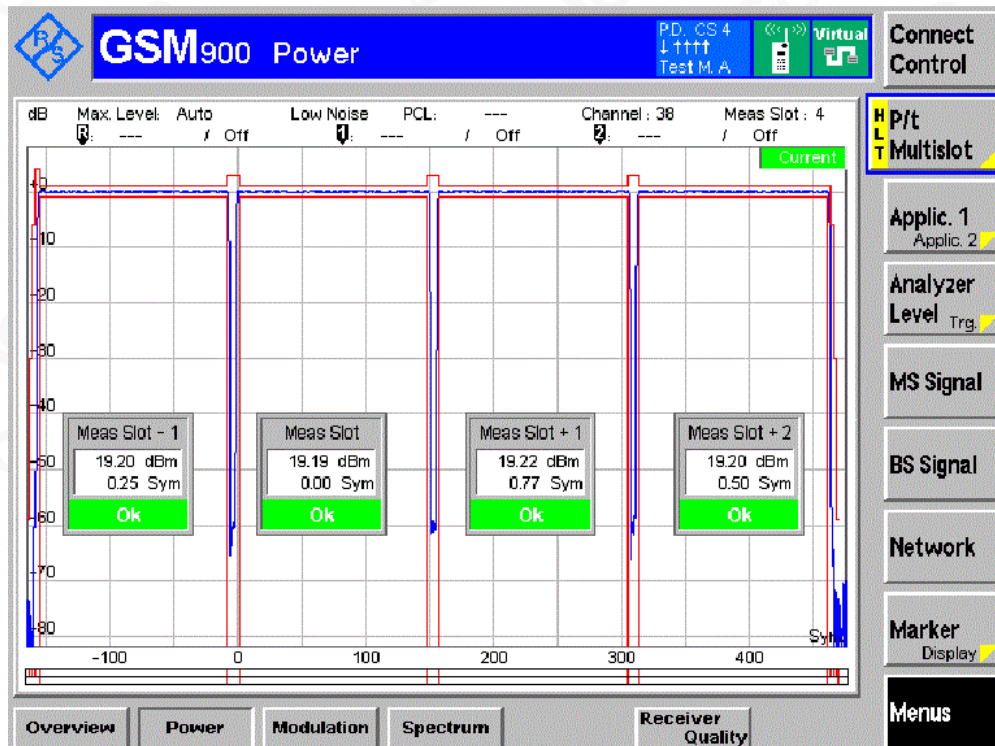 R S
GSM900 Power
P.D. CS 4
↓ ↑↑↑↑
Test M. A.
Virtual
Connect Control
dB Max. Level: Auto Low Noise PCL: --- Channel : 38 Meas Slot : 4
R : --- / Off 1 : --- / Off 2 : --- / Off
Current
HLT
P/t Multislot
Applic. 1
Applic. 2
Analyzer Level
Trg.
MS Signal
BS Signal
Network
Marker
Display
Menus
+0
-10
-20
-30
-40
-50
-60
-70
-80
Meas Slot - 1
19.20 dBm
0.25 Sym
Ok
Meas Slot
19.19 dBm
0.00 Sym
Ok
Meas Slot + 1
19.22 dBm
0.77 Sym
Ok
Meas Slot + 2
19.20 dBm
0.50 Sym
Ok
-100 0 100 200 300 400
Overview Power Modulation Spectrum Receiver Quality